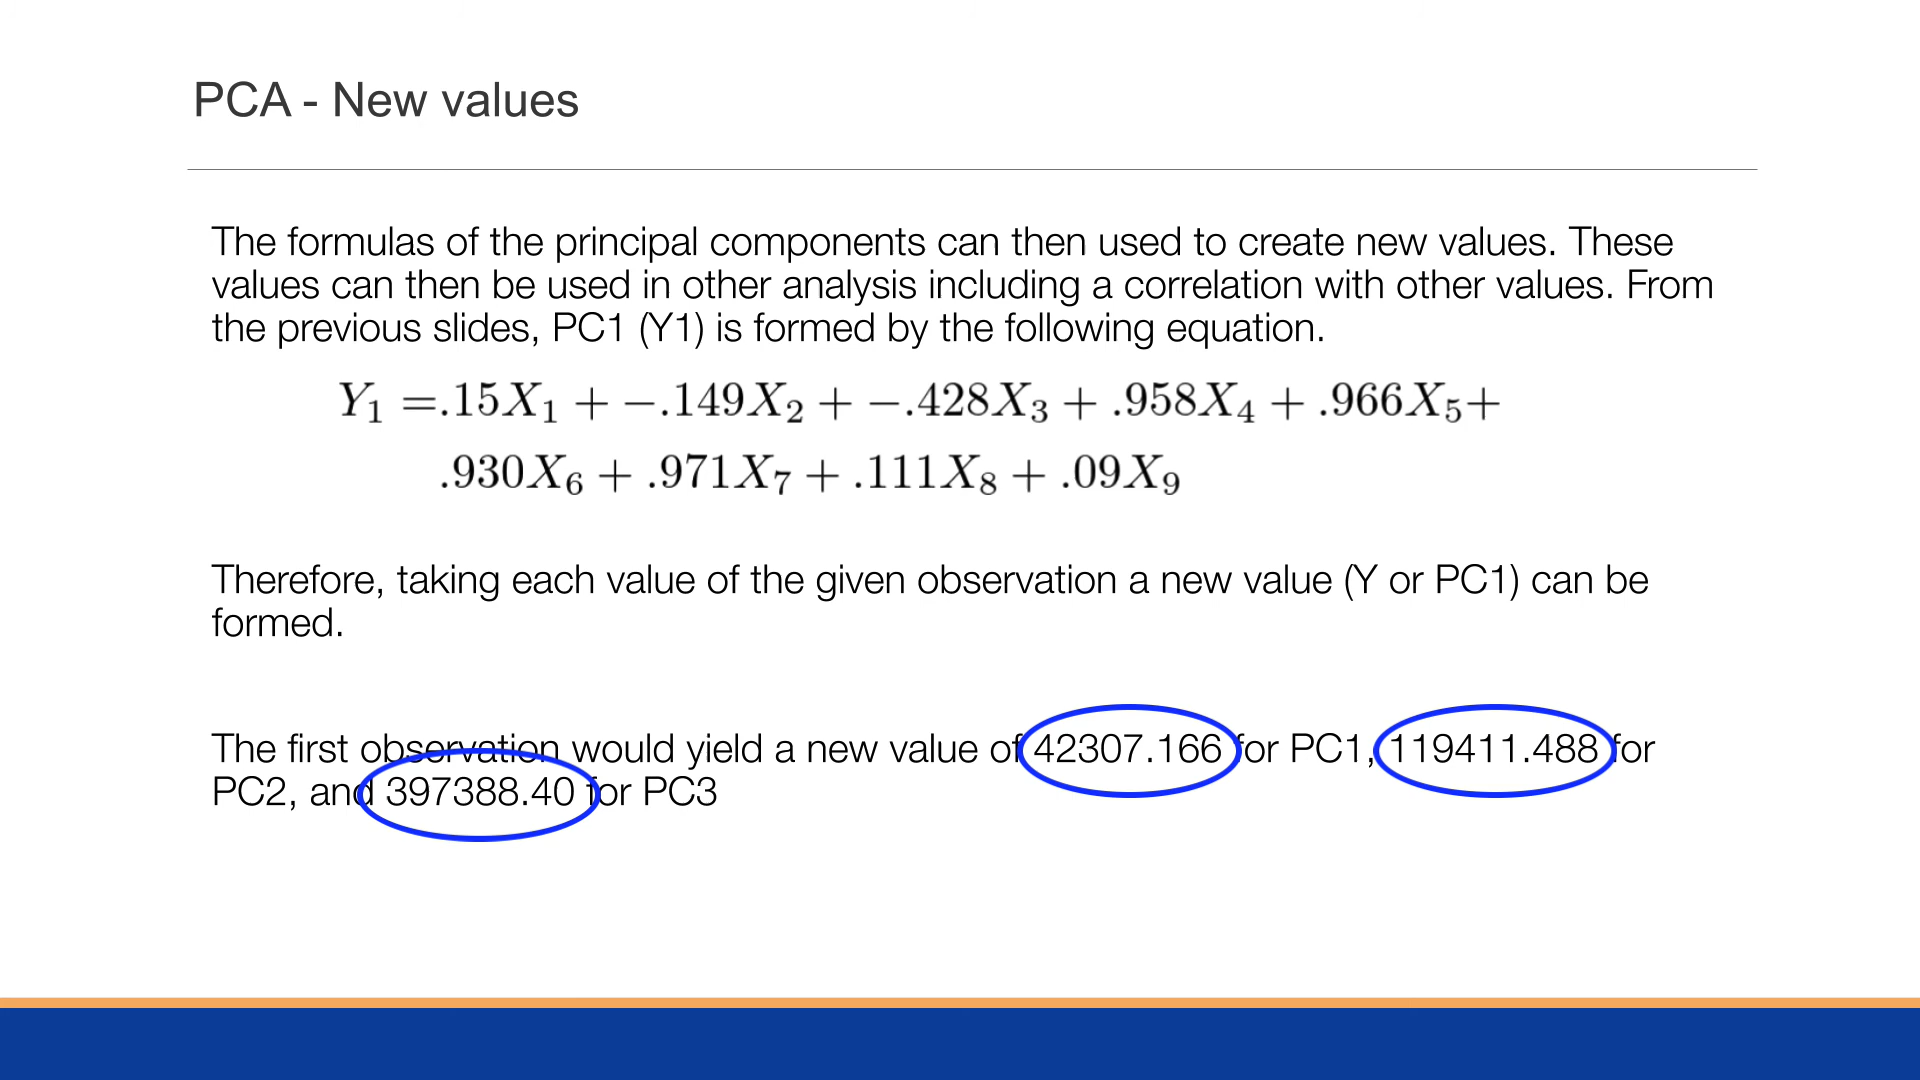 PCA - New values
The formulas of the principal components can then used to create new values. These
values can then be used in other analysis including a correlation with other values. From
the previous slides, PC1 (Y1) is formed by the following equation.
Y₁ =.15X₁ + −.149X₂ + −.428X₃ + .958X₄ + .966X₅+
.930X₆ + .971X₇ + .111X₈ + .09X₉
Therefore, taking each value of the given observation a new value (Y or PC1) can be
formed.
The first observation would yield a new value of 42307.166 for PC1, 119411.488 for
PC2, and 397388.40 for PC3